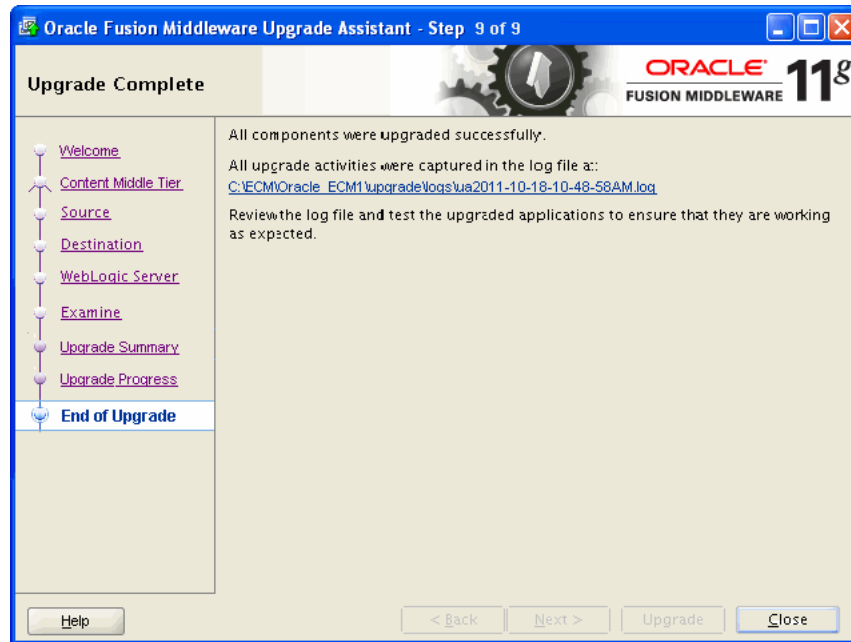 Oracle Fusion Middleware Upgrade Assistant - Step 9 of 9
Upgrade Complete
ORACLE
FUSION MIDDLEWARE 11g
Welcome
Content Middle Tier
Source
Destination
WebLogic Server
Examine
Upgrade Summary
Upgrade Progress
End of Upgrade
All components were upgraded successfully.
All upgrade activities were captured in the log file at:
C:\ECM\Oracle_ECM1\upgrade\logs\ua2011-10-18-10-48-58AM.log
Review the log file and test the upgraded applications to ensure that they are working
as expected.
Help
< Back
Next >
Upgrade
Close